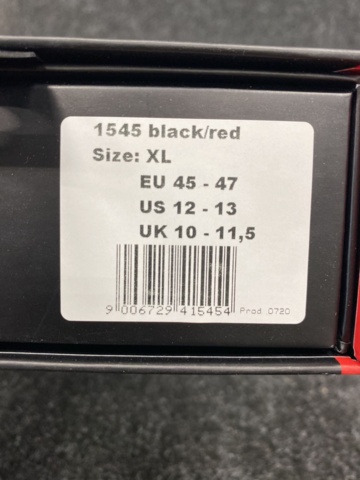 1545 black/red
Size: XL
EU 45 - 47
US 12 - 13
UK 10 - 11,5
9 006729 415454 Prod .0720